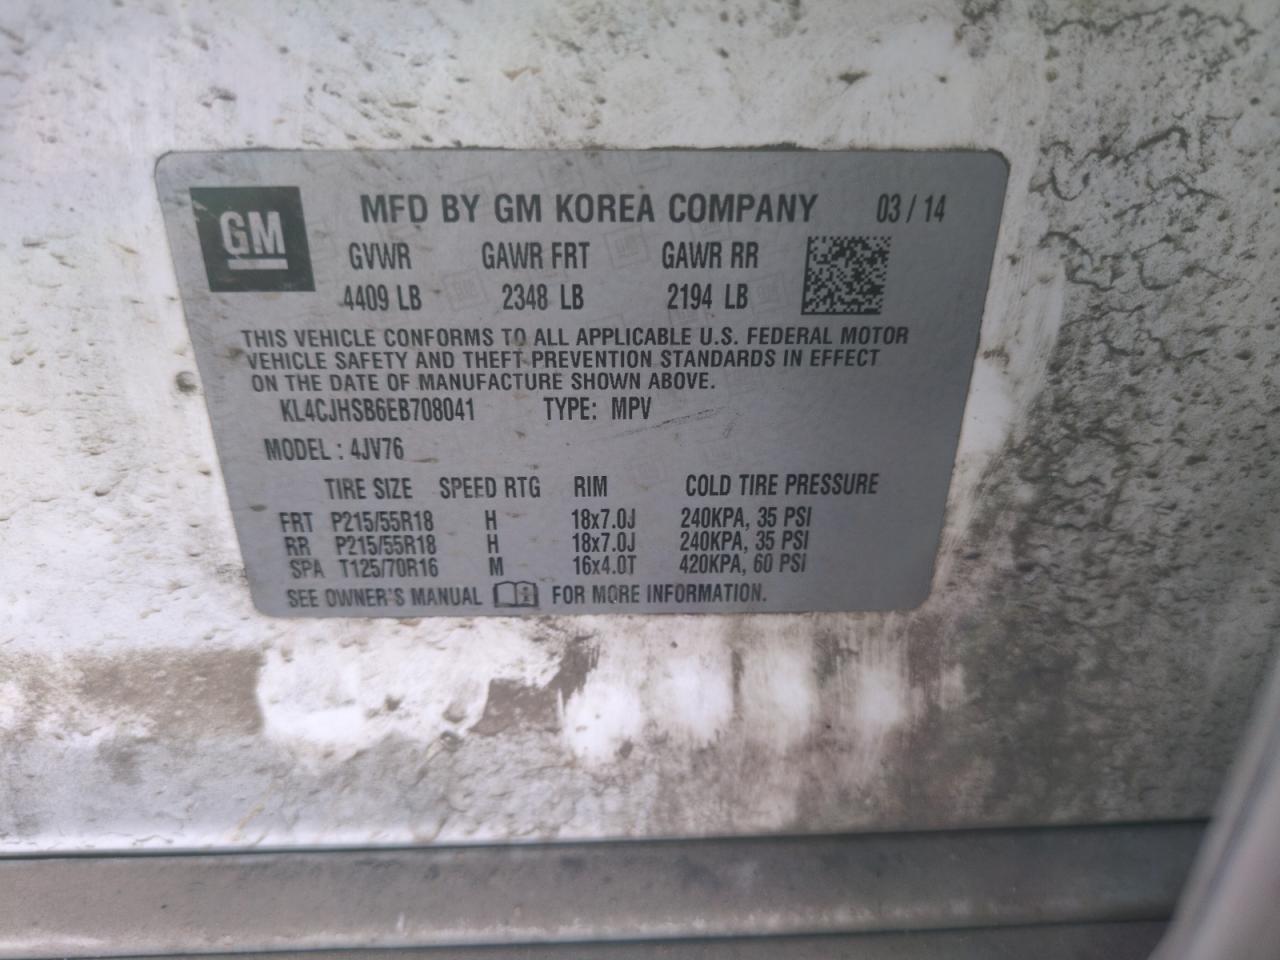 GM MFD BY GM KOREA COMPANY 03 / 14
GVWR GAWR FRT GAWR RR
4409 LB 2348 LB 2194 LB
THIS VEHICLE CONFORMS TO ALL APPLICABLE U.S. FEDERAL MOTOR
VEHICLE SAFETY AND THEFT PREVENTION STANDARDS IN EFFECT
ON THE DATE OF MANUFACTURE SHOWN ABOVE.
KL4CJHSB6EB708041 TYPE: MPV
MODEL : 4JV76
TIRE SIZE SPEED RTG RIM COLD TIRE PRESSURE
FRT P215/55R18 H 18x7.0J 240KPA, 35 PSI
RR P215/55R18 H 18x7.0J 240KPA, 35 PSI
SPA T125/70R16 M 16x4.0T 420KPA, 60 PSI
SEE OWNER'S MANUAL FOR MORE INFORMATION.